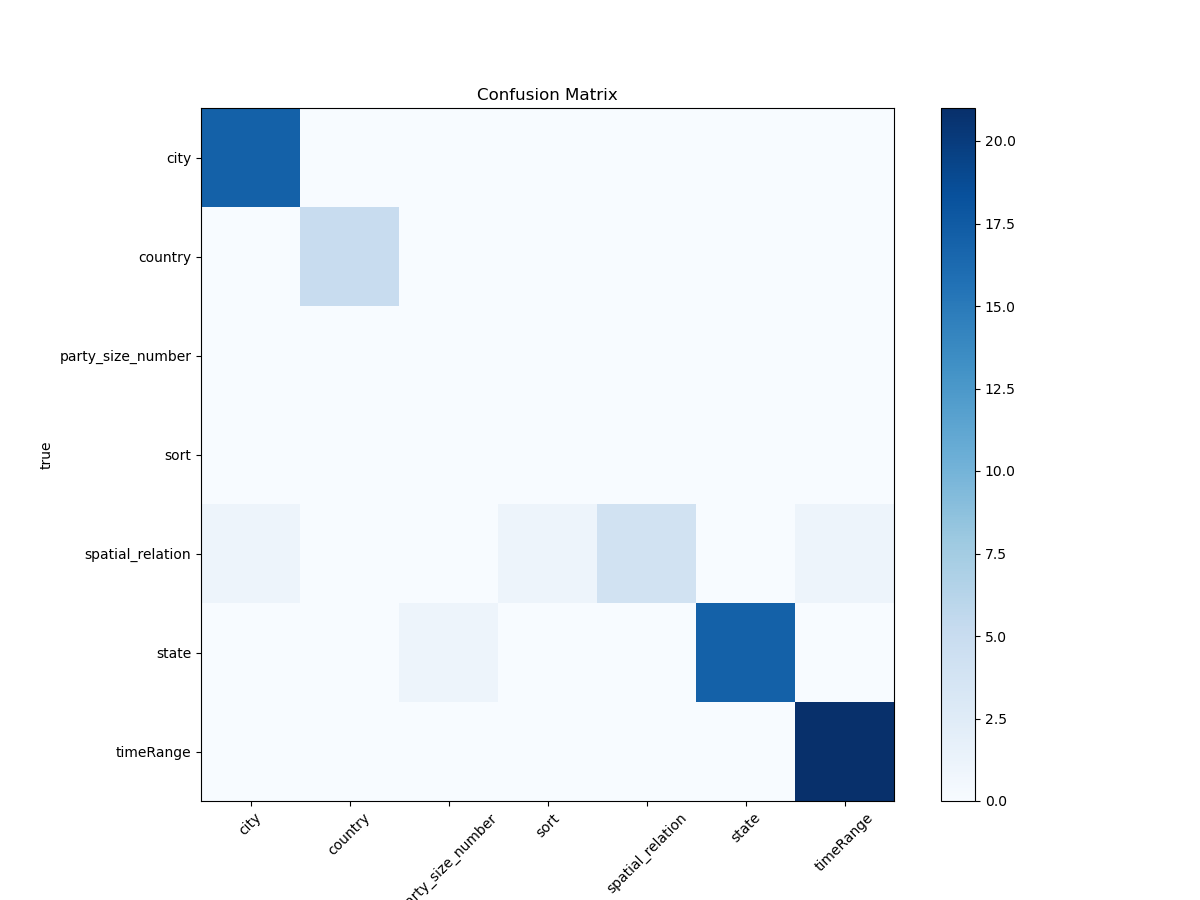 Confusion Matrix
city
country
party_size_number
sort
spatial_relation
state
timeRange
true
city
country
arty_size_number
sort
spatial_relation
state
timeRange
20.0
17.5
15.0
12.5
10.0
7.5
5.0
2.5
0.0